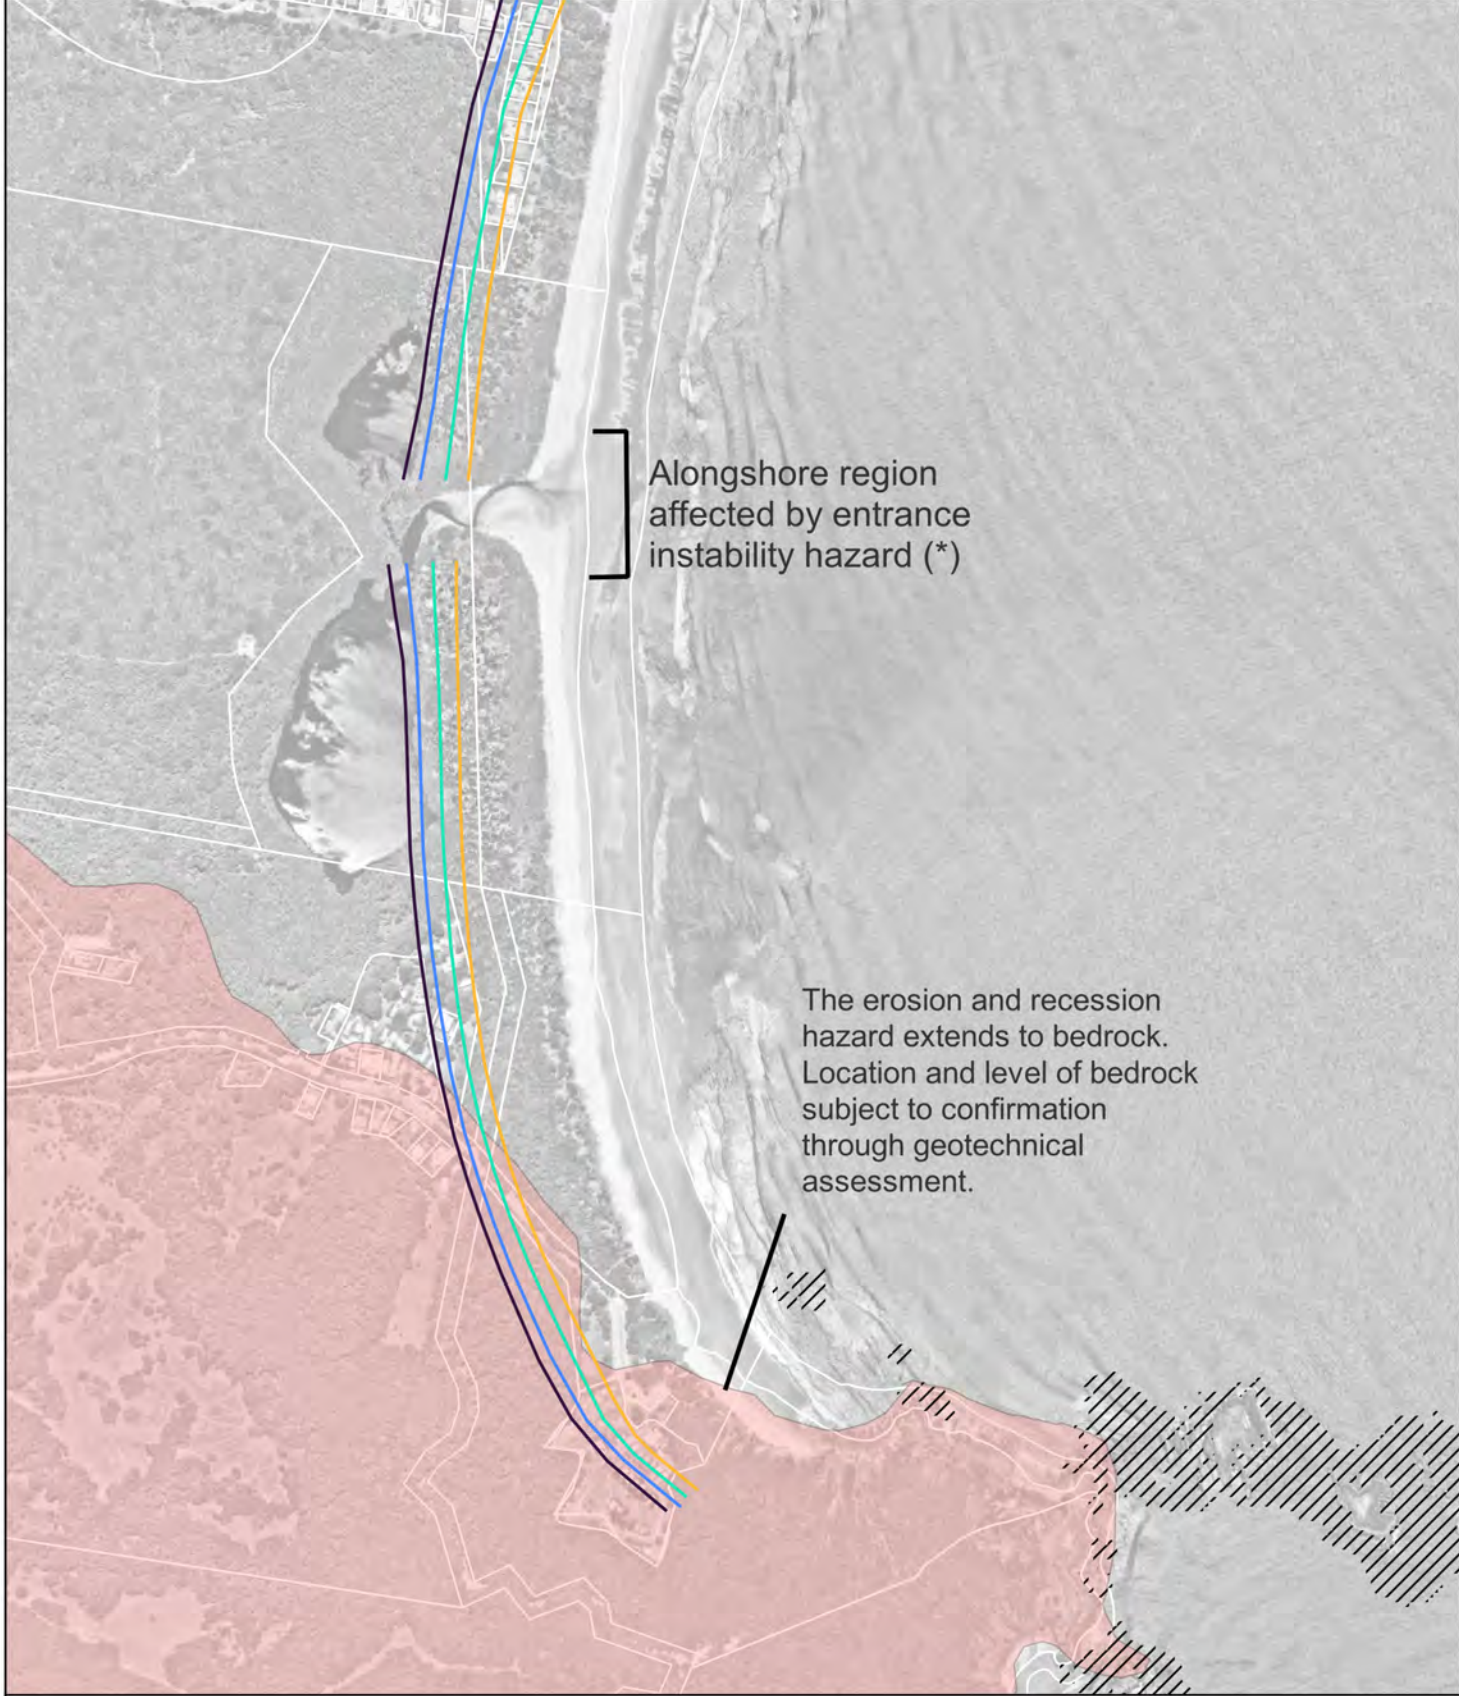 Alongshore region
affected by entrance
instability hazard (*)
The erosion and recession
hazard extends to bedrock.
Location and level of bedrock
subject to confirmation
through geotechnical
assessment.